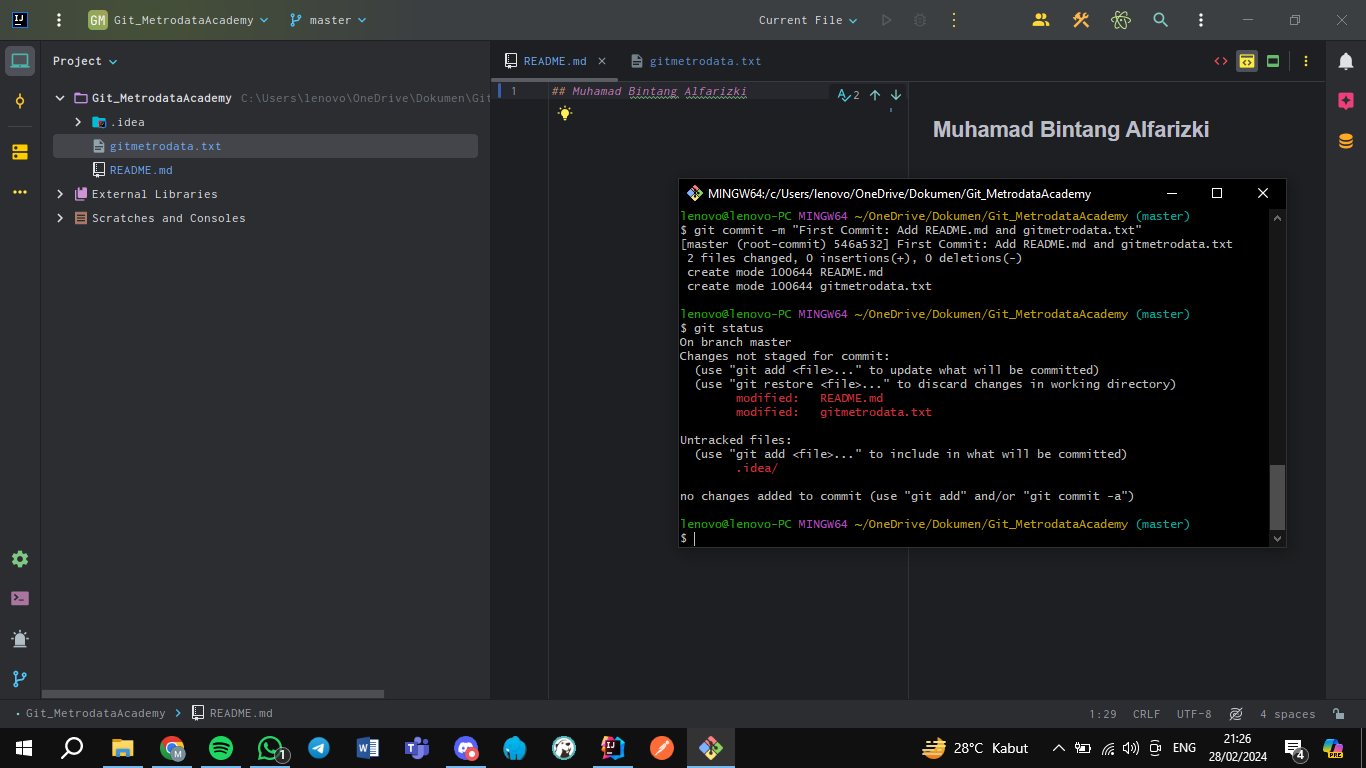 GM Git_MetrodataAcademy master Current File
Project
README.md
gitmetrodata.txt
Git_MetrodataAcademy C:\Users\lenovo\OneDrive\Dokumen\Git
.idea
gitmetrodata.txt
README.md
External Libraries
Scratches and Consoles
1 ## Muhamad Bintang Alfarizki
2
Muhamad Bintang Alfarizki
MINGW64:/c/Users/lenovo/OneDrive/Dokumen/Git_MetrodataAcademy
lenovo@lenovo-PC MINGW64 ~/OneDrive/Dokumen/Git_MetrodataAcademy (master)
$ git commit -m "First Commit: Add README.md and gitmetrodata.txt"
[master (root-commit) 546a532] First Commit: Add README.md and gitmetrodata.txt
2 files changed, 0 insertions(+), 0 deletions(-)
create mode 100644 README.md
create mode 100644 gitmetrodata.txt
lenovo@lenovo-PC MINGW64 ~/OneDrive/Dokumen/Git_MetrodataAcademy (master)
$ git status
On branch master
Changes not staged for commit:
(use "git add <file>..." to update what will be committed)
(use "git restore <file>..." to discard changes in working directory)
modified: README.md
modified: gitmetrodata.txt
Untracked files:
(use "git add <file>..." to include in what will be committed)
.idea/
no changes added to commit (use "git add" and/or "git commit -a")
lenovo@lenovo-PC MINGW64 ~/OneDrive/Dokumen/Git_MetrodataAcademy (master)
$
Git_MetrodataAcademy > README.md
1:29 CRLF UTF-8 4 spaces
28°C Kabut
ENG
21:26
28/02/2024
4